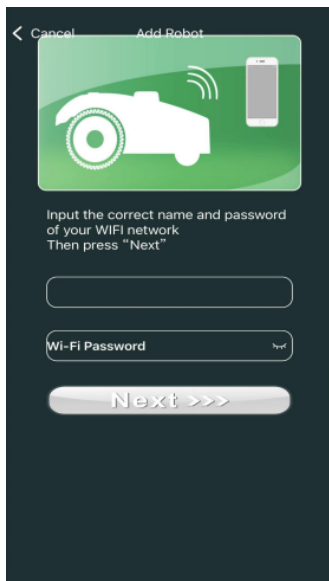 Cancel Add Robot
Input the correct name and password
of your WIFI network
Then press “Next”
Wi-Fi Password
Next >>>